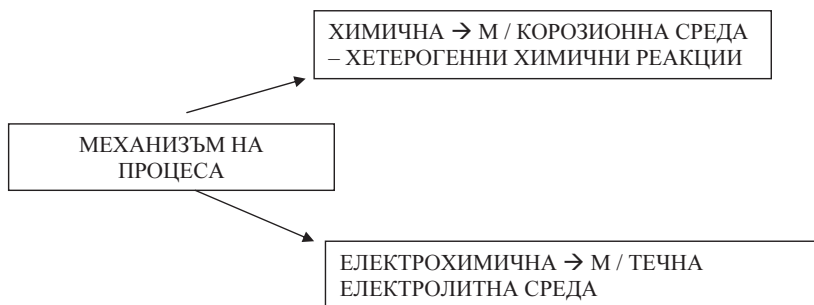 ХИМИЧНА → М / КОРОЗИОННА СРЕДА
– ХЕТЕРОГЕННИ ХИМИЧНИ РЕАКЦИИ
МЕХАНИЗЪМ НА
ПРОЦЕСА
ЕЛЕКТРОХИМИЧНА → М / ТЕЧНА
ЕЛЕКТРОЛИТНА СРЕДА